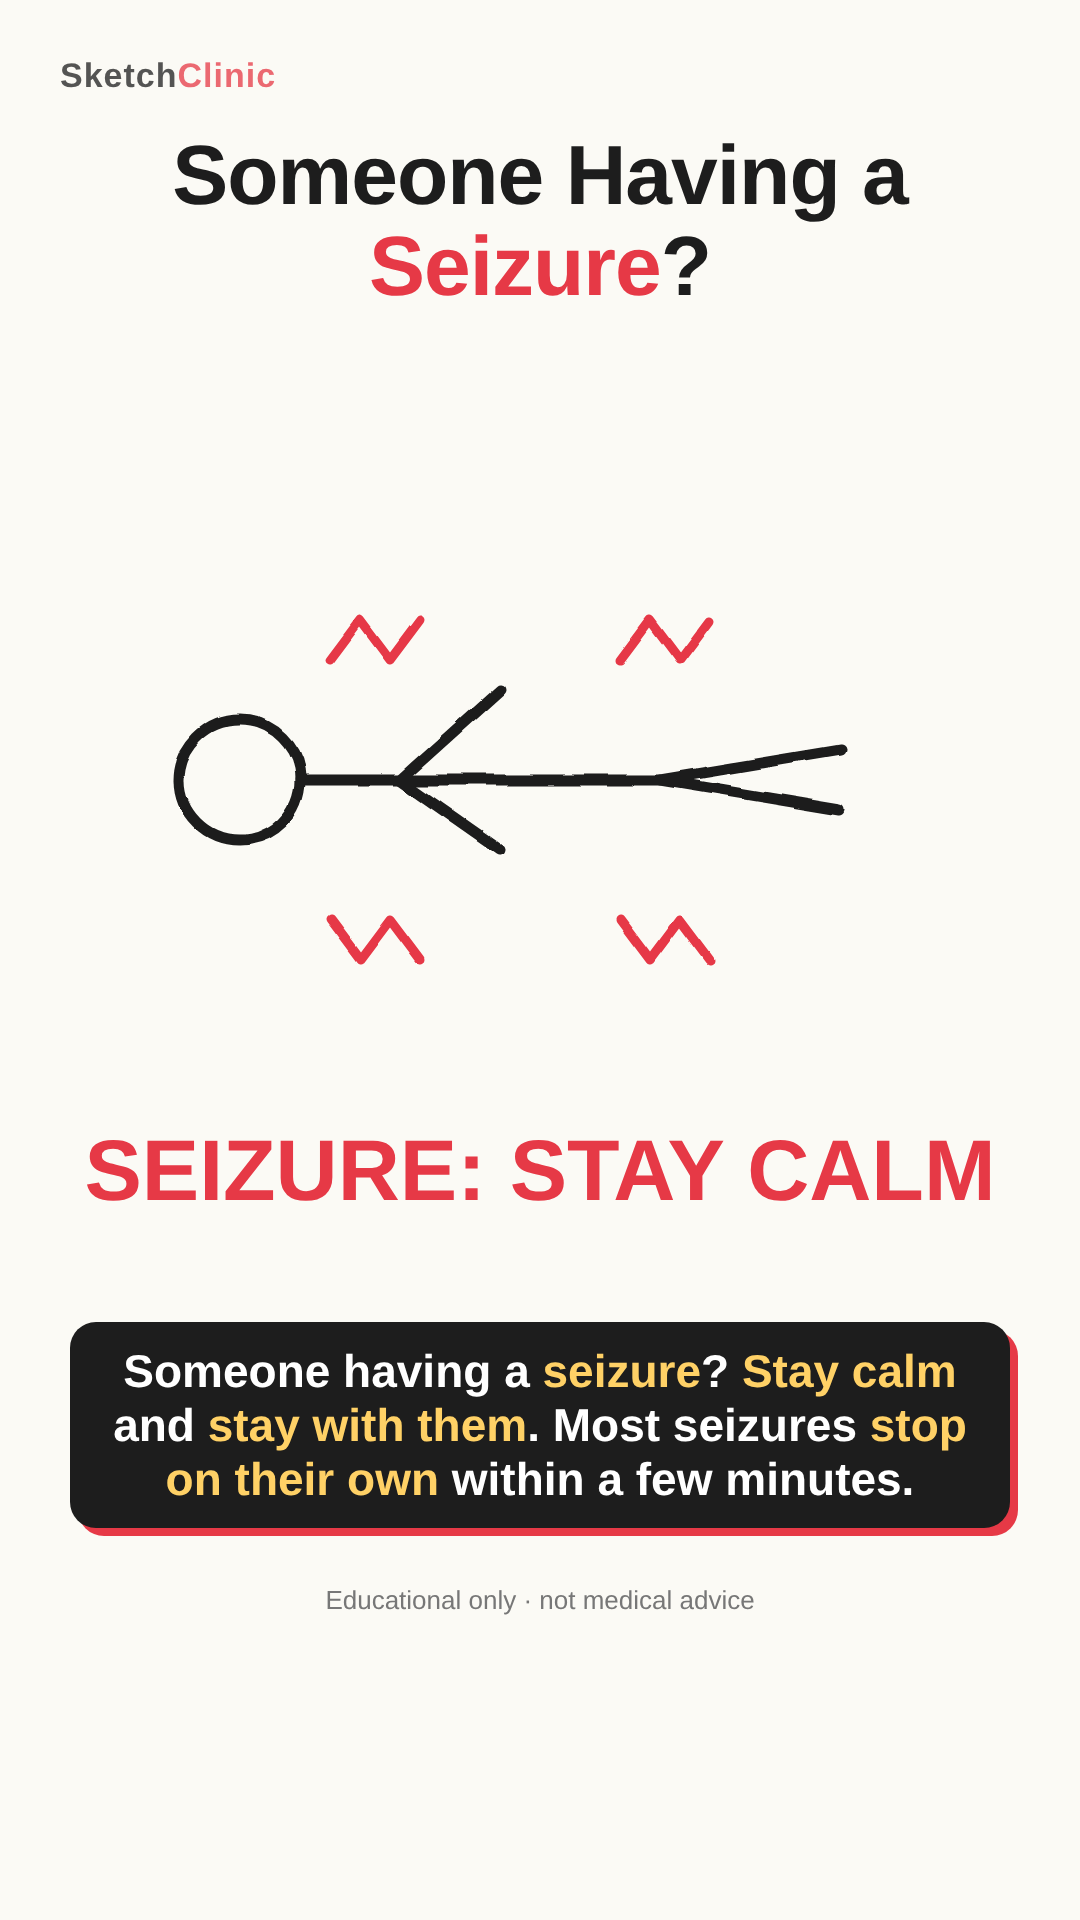 SketchClinic
Someone Having a
Seizure?
SEIZURE: STAY CALM
Someone having a seizure? Stay calm
and stay with them. Most seizures stop
on their own within a few minutes.
Educational only · not medical advice